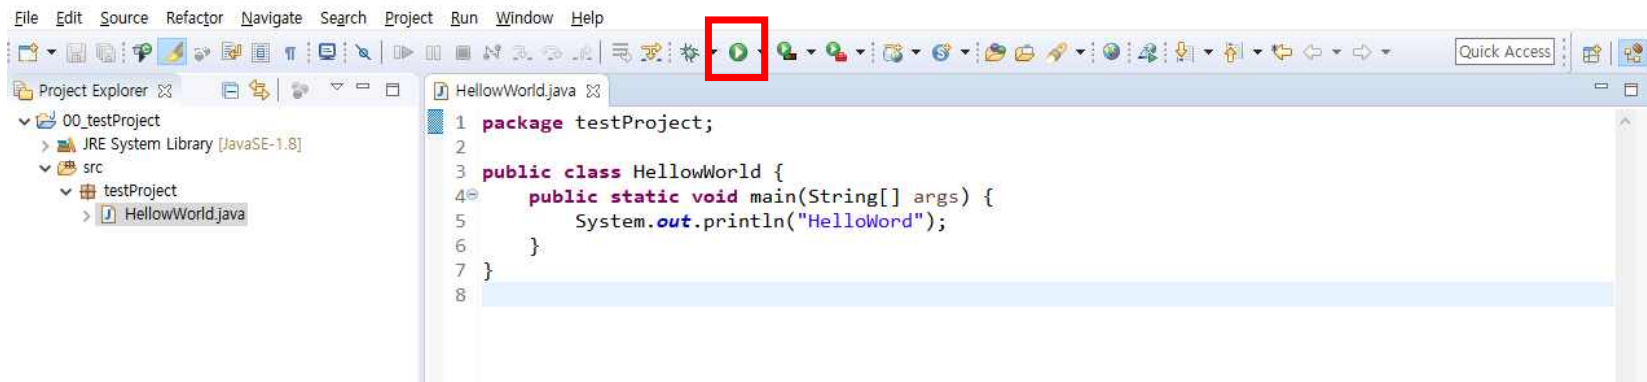 File Edit Source Refactor Navigate Search Project Run Window Help
Quick Access
Project Explorer
00_testProject
JRE System Library [JavaSE-1.8]
src
testProject
HellowWorld.java
HellowWorld.java
1 package testProject;
2
3 public class HellowWorld {
4 public static void main(String[] args) {
5 System.out.println("HelloWord");
6 }
7 }
8